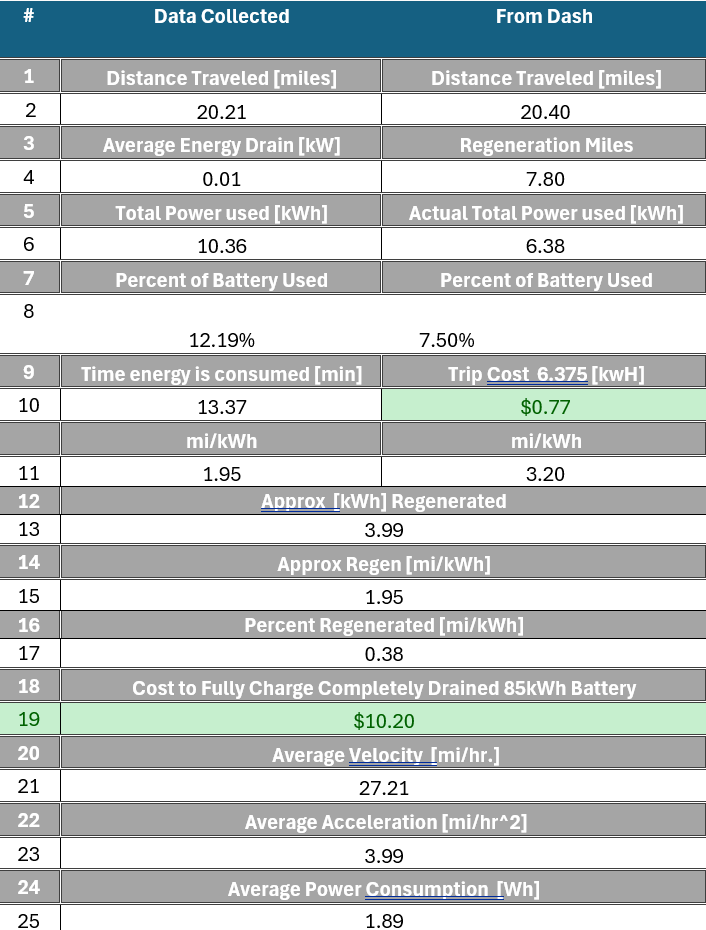 # Data Collected From Dash
1 Distance Traveled [miles] Distance Traveled [miles]
2 20.21 20.40
3 Average Energy Drain [kW] Regeneration Miles
4 0.01 7.80
5 Total Power used [kWh] Actual Total Power used [kWh]
6 10.36 6.38
7 Percent of Battery Used Percent of Battery Used
8
12.19% 7.50%
9 Time energy is consumed [min] Trip Cost 6.375 [kwH]
10 13.37 $0.77
mi/kWh mi/kWh
11 1.95 3.20
12 Approx [kWh] Regenerated
13 3.99
14 Approx Regen [mi/kWh]
15 1.95
16 Percent Regenerated [mi/kWh]
17 0.38
18 Cost to Fully Charge Completely Drained 85kWh Battery
19 $10.20
20 Average Velocity [mi/hr.]
21 27.21
22 Average Acceleration [mi/hr^2]
23 3.99
24 Average Power Consumption [Wh]
25 1.89